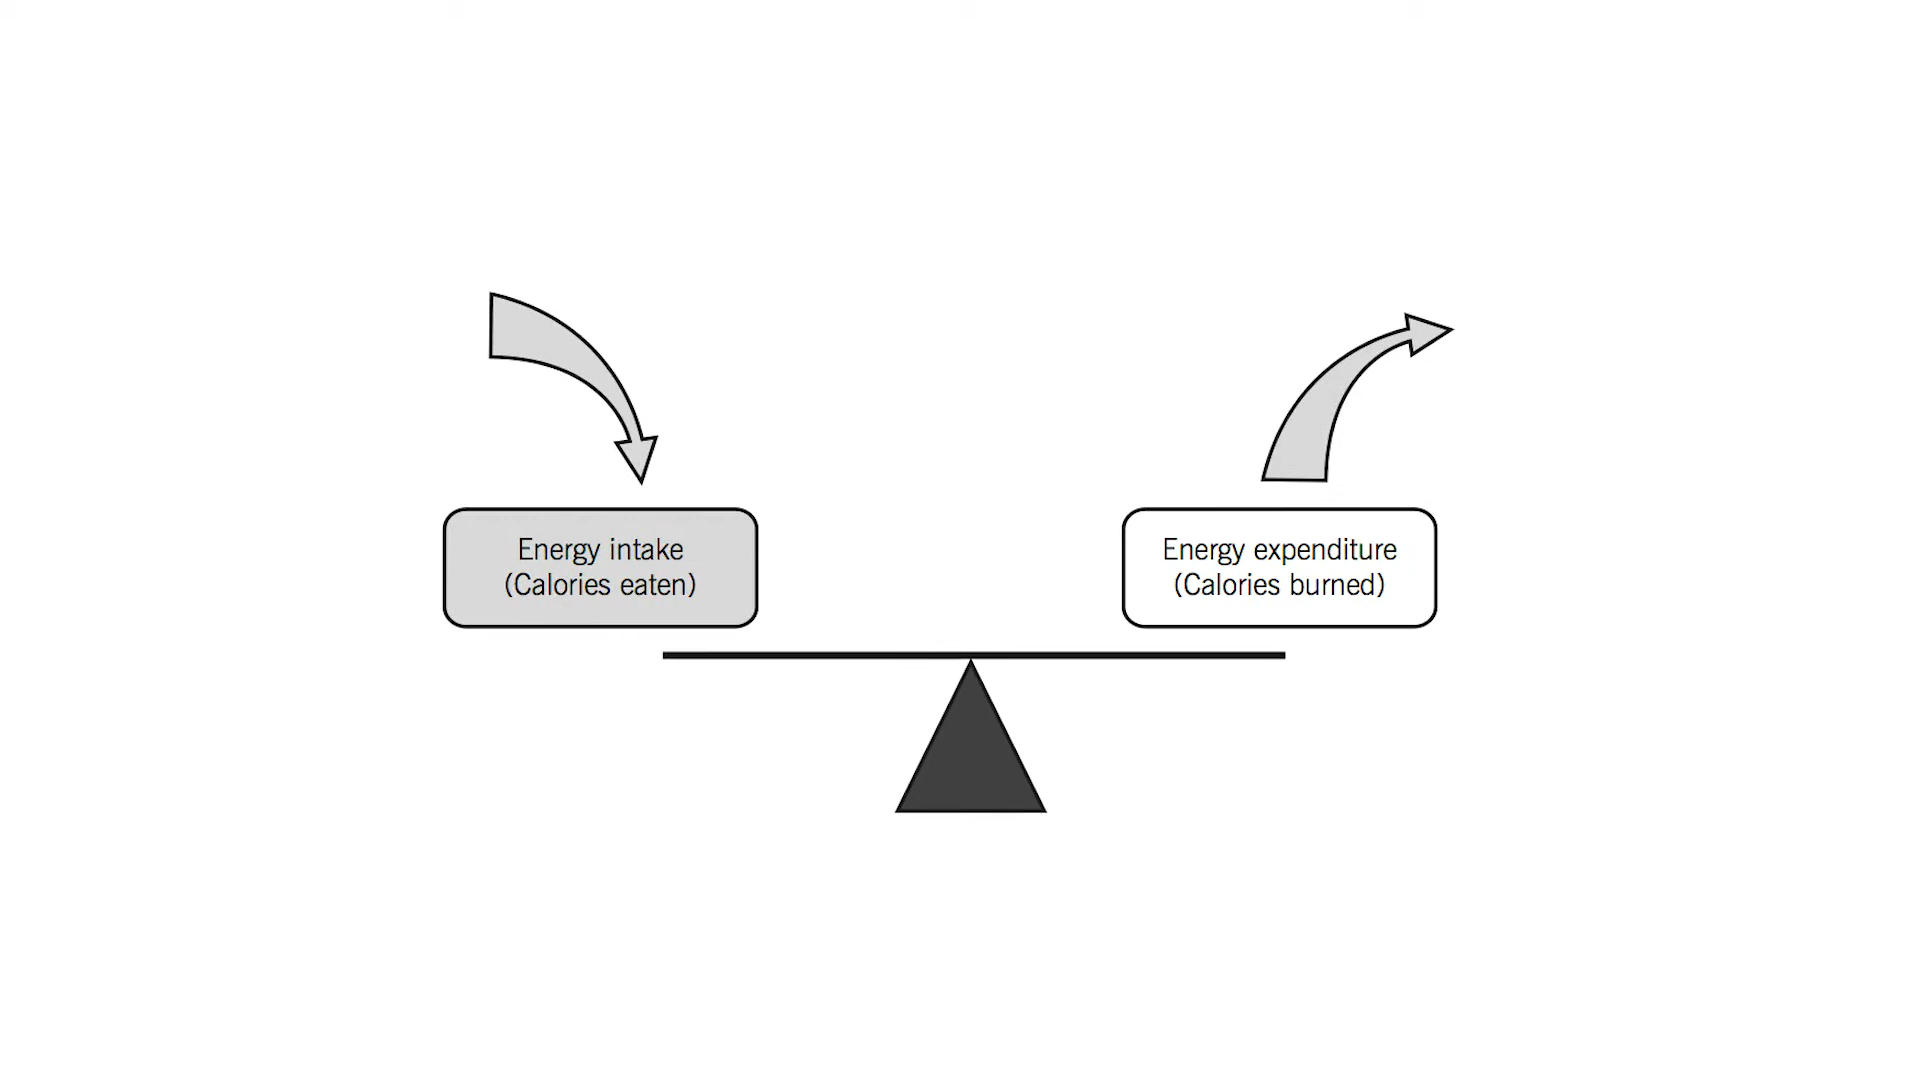 Energy intake
(Calories eaten)
Energy expenditure
(Calories burned)